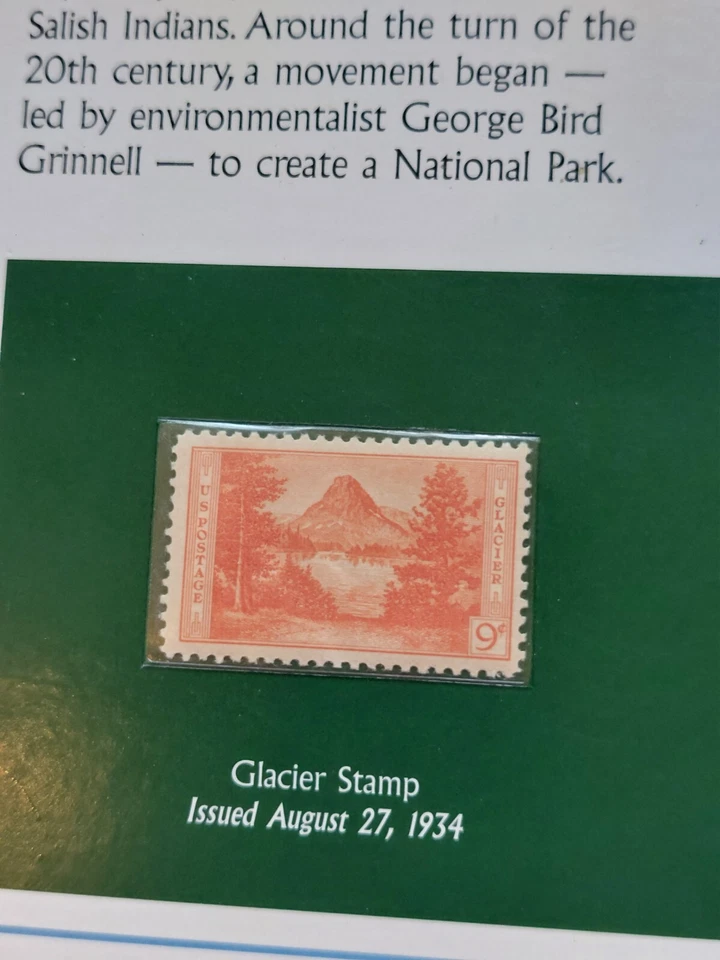 Salish Indians. Around the turn of the
20th century, a movement began —
led by environmentalist George Bird
Grinnell — to create a National Park.
U S POSTAGE
GLACIER
9¢
Glacier Stamp
Issued August 27, 1934